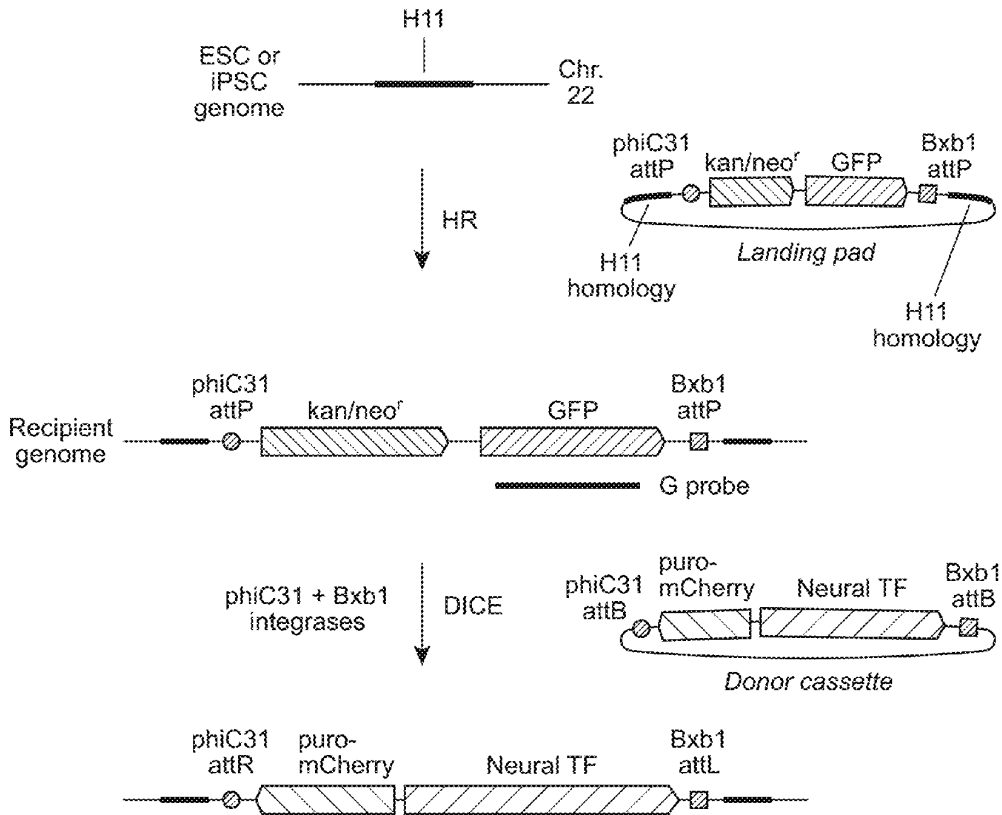 H11
ESC or
iPSC
genome
Chr.
22
phiC31
attP
kan/neoʳ
GFP
Bxb1
attP
HR
Landing pad
H11
homology
H11
homology
phiC31
attP
kan/neoʳ
GFP
Bxb1
attP
Recipient
genome
G probe
phiC31 + Bxb1
integrases
DICE
phiC31
attB
puro-
mCherry
Neural TF
Bxb1
attB
Donor cassette
phiC31
attR
puro-
mCherry
Neural TF
Bxb1
attL